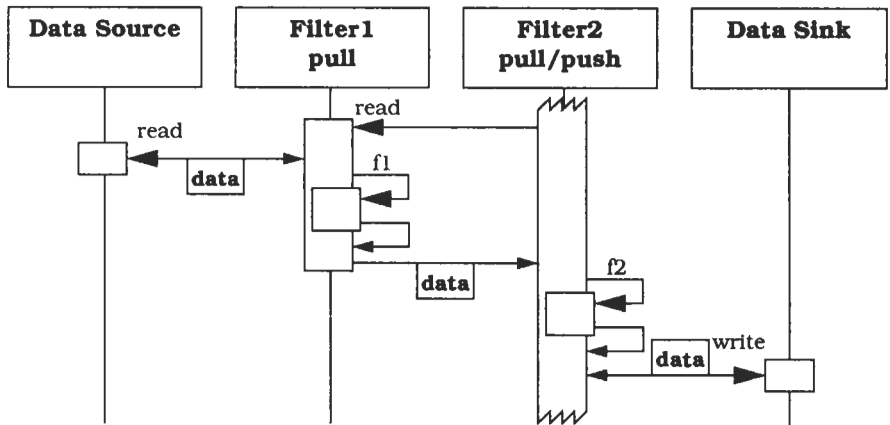 Data Source
Filter1
pull
Filter2
pull/push
Data Sink
read
read
data
f1
data
f2
write
data